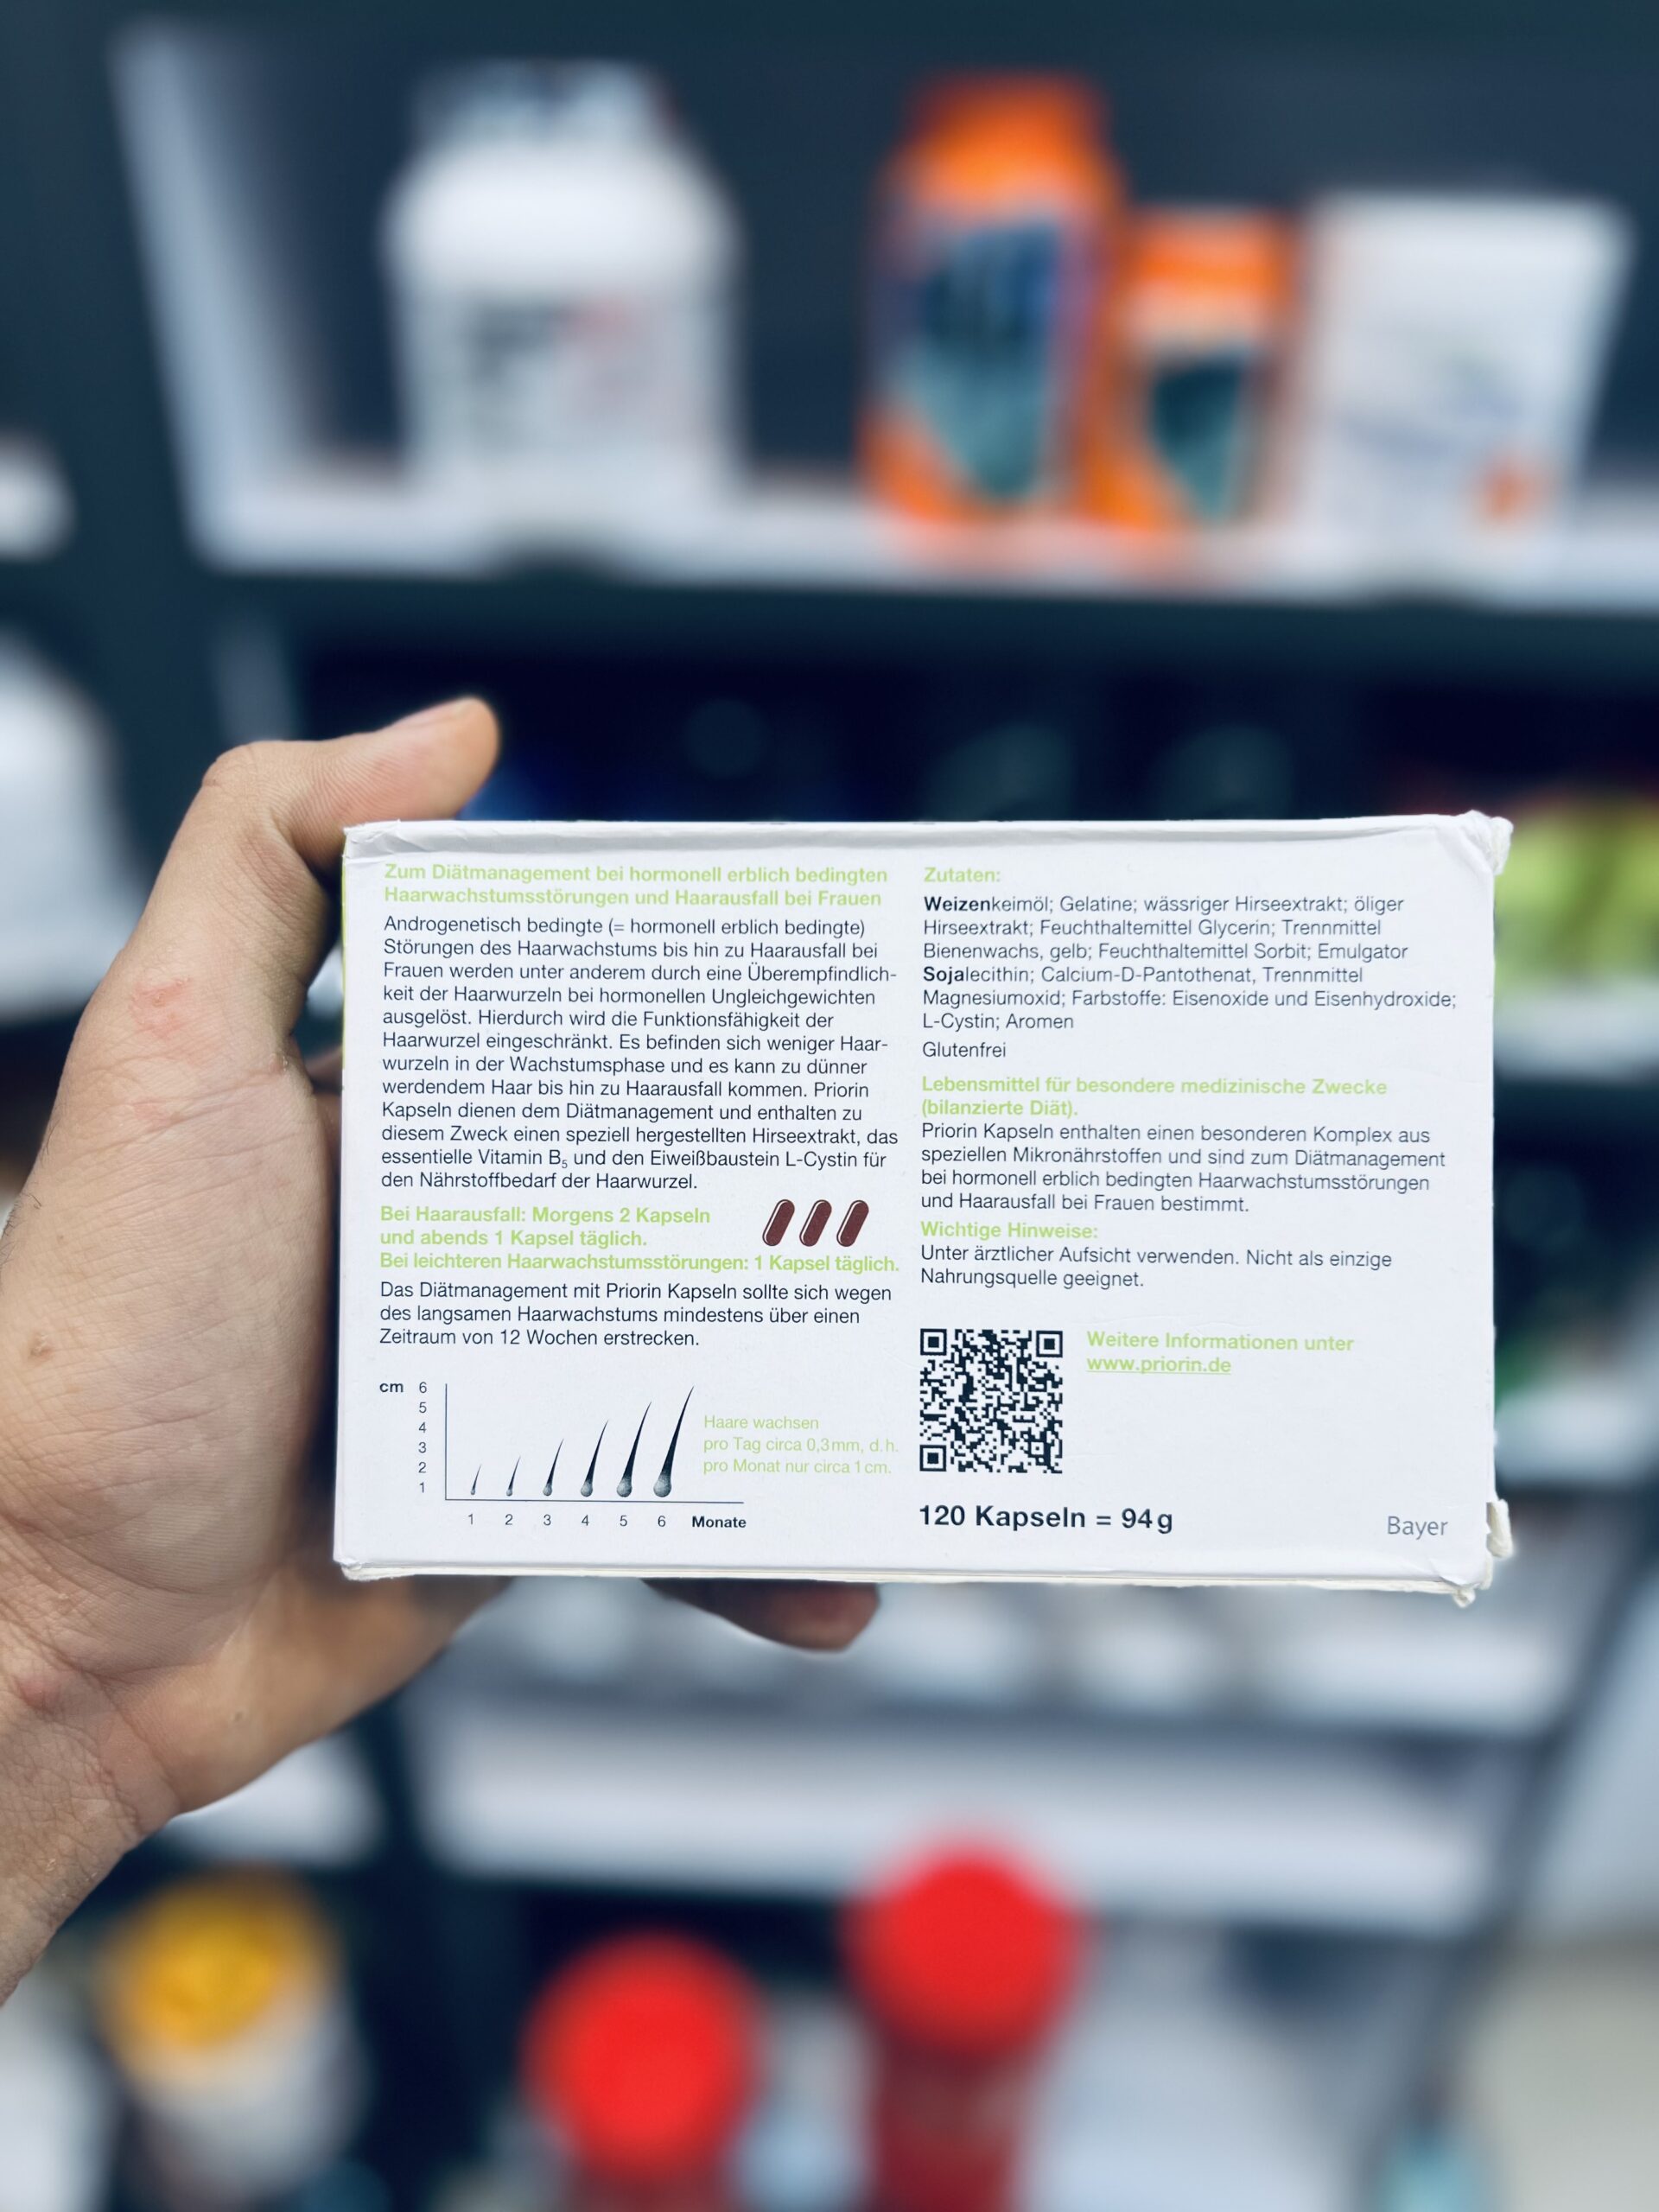 Zum Diätmanagement bei hormonell erblich bedingten
Haarwachstumsstörungen und Haarausfall bei Frauen
Androgenetisch bedingte (= hormonell erblich bedingte)
Störungen des Haarwachstums bis hin zu Haarausfall bei
Frauen werden unter anderem durch eine Überempfindlich-
keit der Haarwurzeln bei hormonellen Ungleichgewichten
ausgelöst. Hierdurch wird die Funktionsfähigkeit der
Haarwurzel eingeschränkt. Es befinden sich weniger Haar-
wurzeln in der Wachstumsphase und es kann zu dünner
werdendem Haar bis hin zu Haarausfall kommen. Priorin
Kapseln dienen dem Diätmanagement und enthalten zu
diesem Zweck einen speziell hergestellten Hirseextrakt, das
essentielle Vitamin B₅ und den Eiweißbaustein L-Cystin für
den Nährstoffbedarf der Haarwurzel.
Bei Haarausfall: Morgens 2 Kapseln
und abends 1 Kapsel täglich.
Bei leichteren Haarwachstumsstörungen: 1 Kapsel täglich.
Das Diätmanagement mit Priorin Kapseln sollte sich wegen
des langsamen Haarwachstums mindestens über einen
Zeitraum von 12 Wochen erstrecken.
cm 6
5
4
3
2
1
1 2 3 4 5 6 Monate
Haare wachsen
pro Tag circa 0,3 mm, d. h.
pro Monat nur circa 1 cm.
Zutaten:
Weizenkeimöl; Gelatine; wässriger Hirseextrakt; öliger
Hirseextrakt; Feuchthaltemittel Glycerin; Trennmittel
Bienenwachs, gelb; Feuchthaltemittel Sorbit; Emulgator
Sojalecithin; Calcium-D-Pantothenat, Trennmittel
Magnesiumoxid; Farbstoffe: Eisenoxide und Eisenhydroxide;
L-Cystin; Aromen
Glutenfrei
Lebensmittel für besondere medizinische Zwecke
(bilanzierte Diät).
Priorin Kapseln enthalten einen besonderen Komplex aus
speziellen Mikronährstoffen und sind zum Diätmanagement
bei hormonell erblich bedingten Haarwachstumsstörungen
und Haarausfall bei Frauen bestimmt.
Wichtige Hinweise:
Unter ärztlicher Aufsicht verwenden. Nicht als einzige
Nahrungsquelle geeignet.
Weitere Informationen unter
www.priorin.de
120 Kapseln = 94 g
Bayer